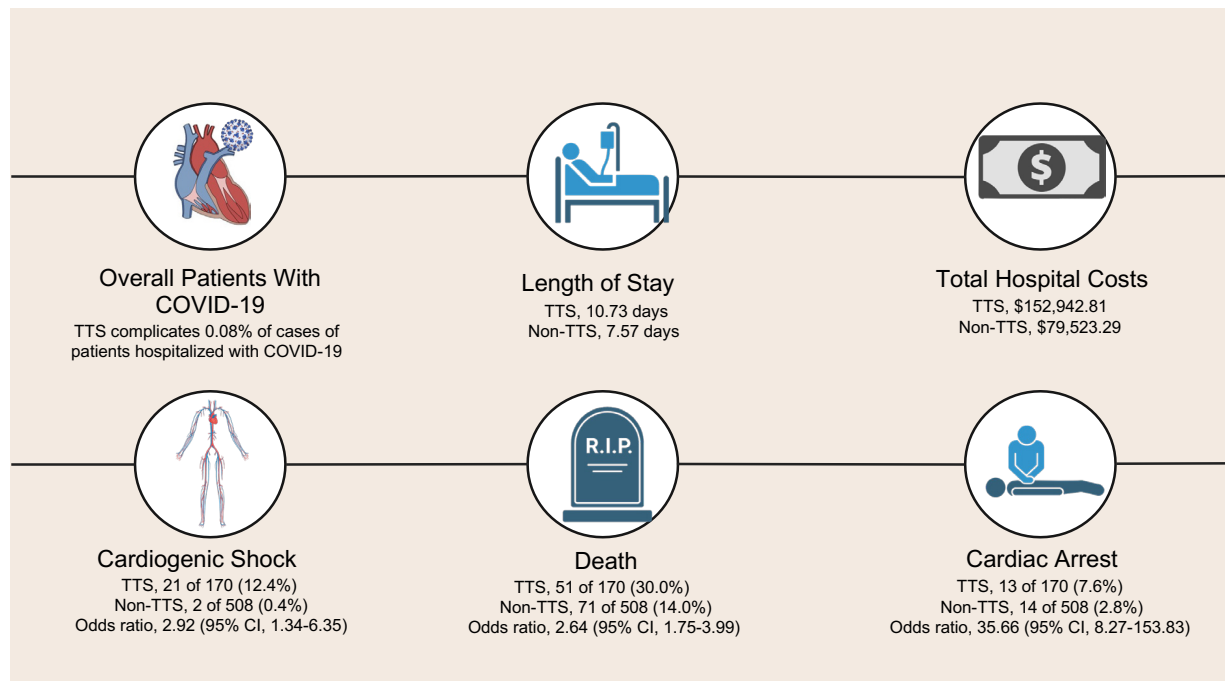 $
Overall Patients With
COVID-19
TTS complicates 0.08% of cases of
patients hospitalized with COVID-19
Length of Stay
TTS, 10.73 days
Non-TTS, 7.57 days
Total Hospital Costs
TTS, $152,942.81
Non-TTS, $79,523.29
R.I.P.
Cardiogenic Shock
TTS, 21 of 170 (12.4%)
Non-TTS, 2 of 508 (0.4%)
Odds ratio, 2.92 (95% CI, 1.34-6.35)
Death
TTS, 51 of 170 (30.0%)
Non-TTS, 71 of 508 (14.0%)
Odds ratio, 2.64 (95% CI, 1.75-3.99)
Cardiac Arrest
TTS, 13 of 170 (7.6%)
Non-TTS, 14 of 508 (2.8%)
Odds ratio, 35.66 (95% CI, 8.27-153.83)